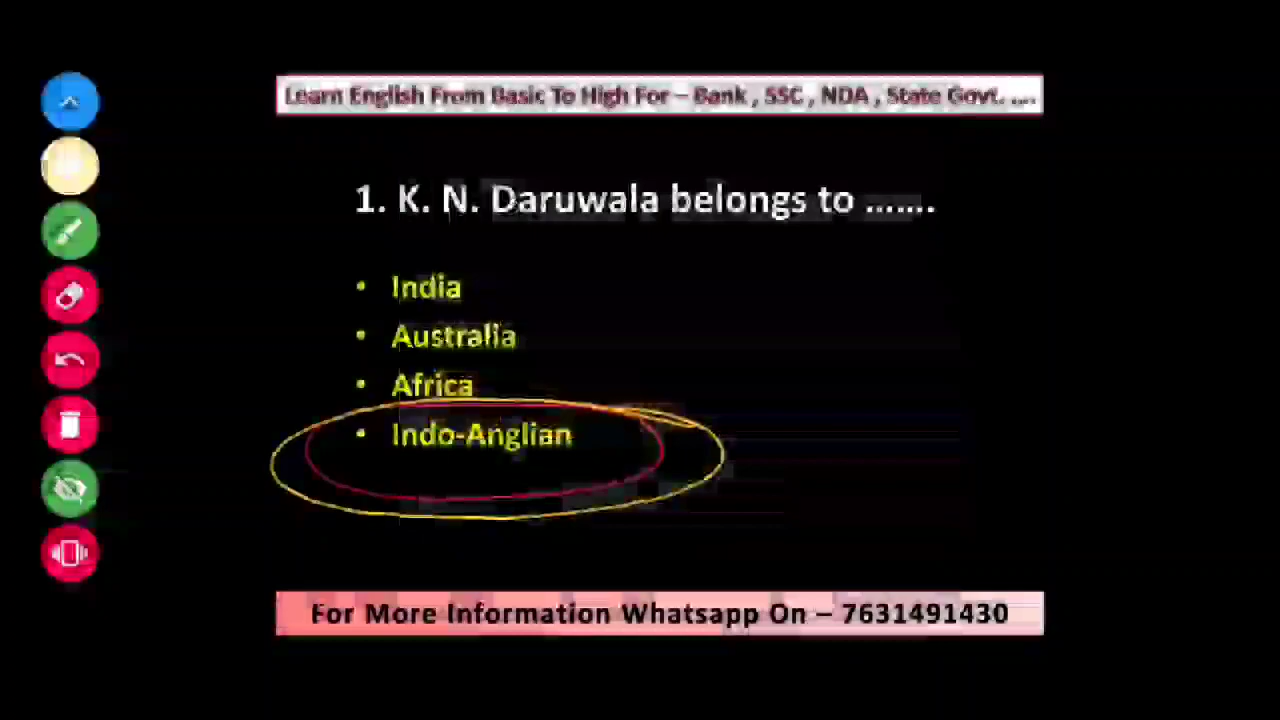 Learn English From Basic To High For – Bank , SSC , NDA , State Govt. ....
1. K. N. Daruwala belongs to .......
• India
• Australia
• Africa
• Indo-Anglian
For More Information Whatsapp On – 7631491430